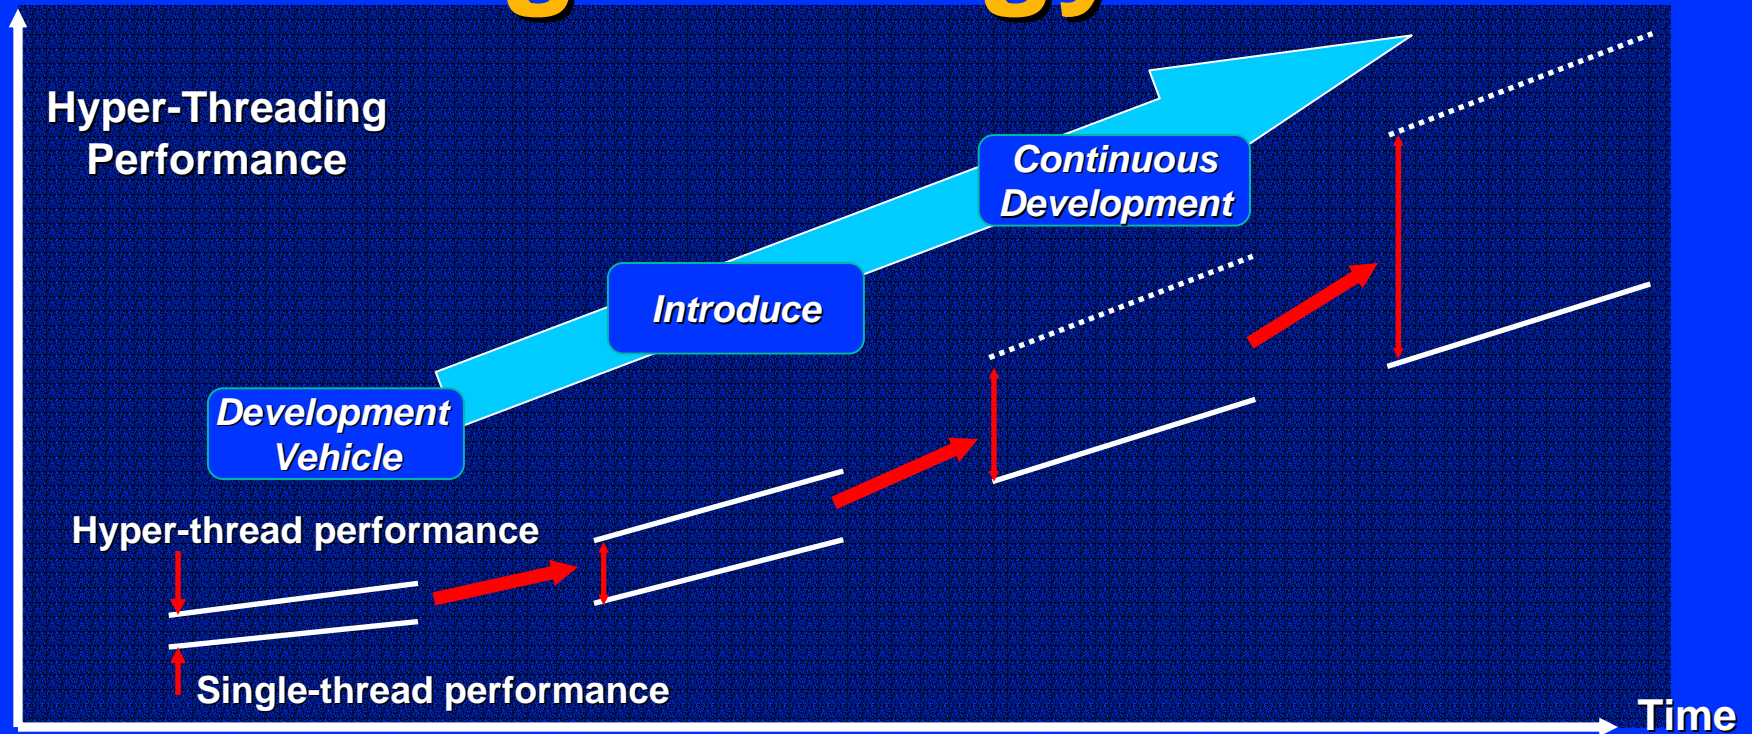 Hyper-Threading
Performance
Continuous
Development
Introduce
Development
Vehicle
Hyper-thread performance
Single-thread performance
Time